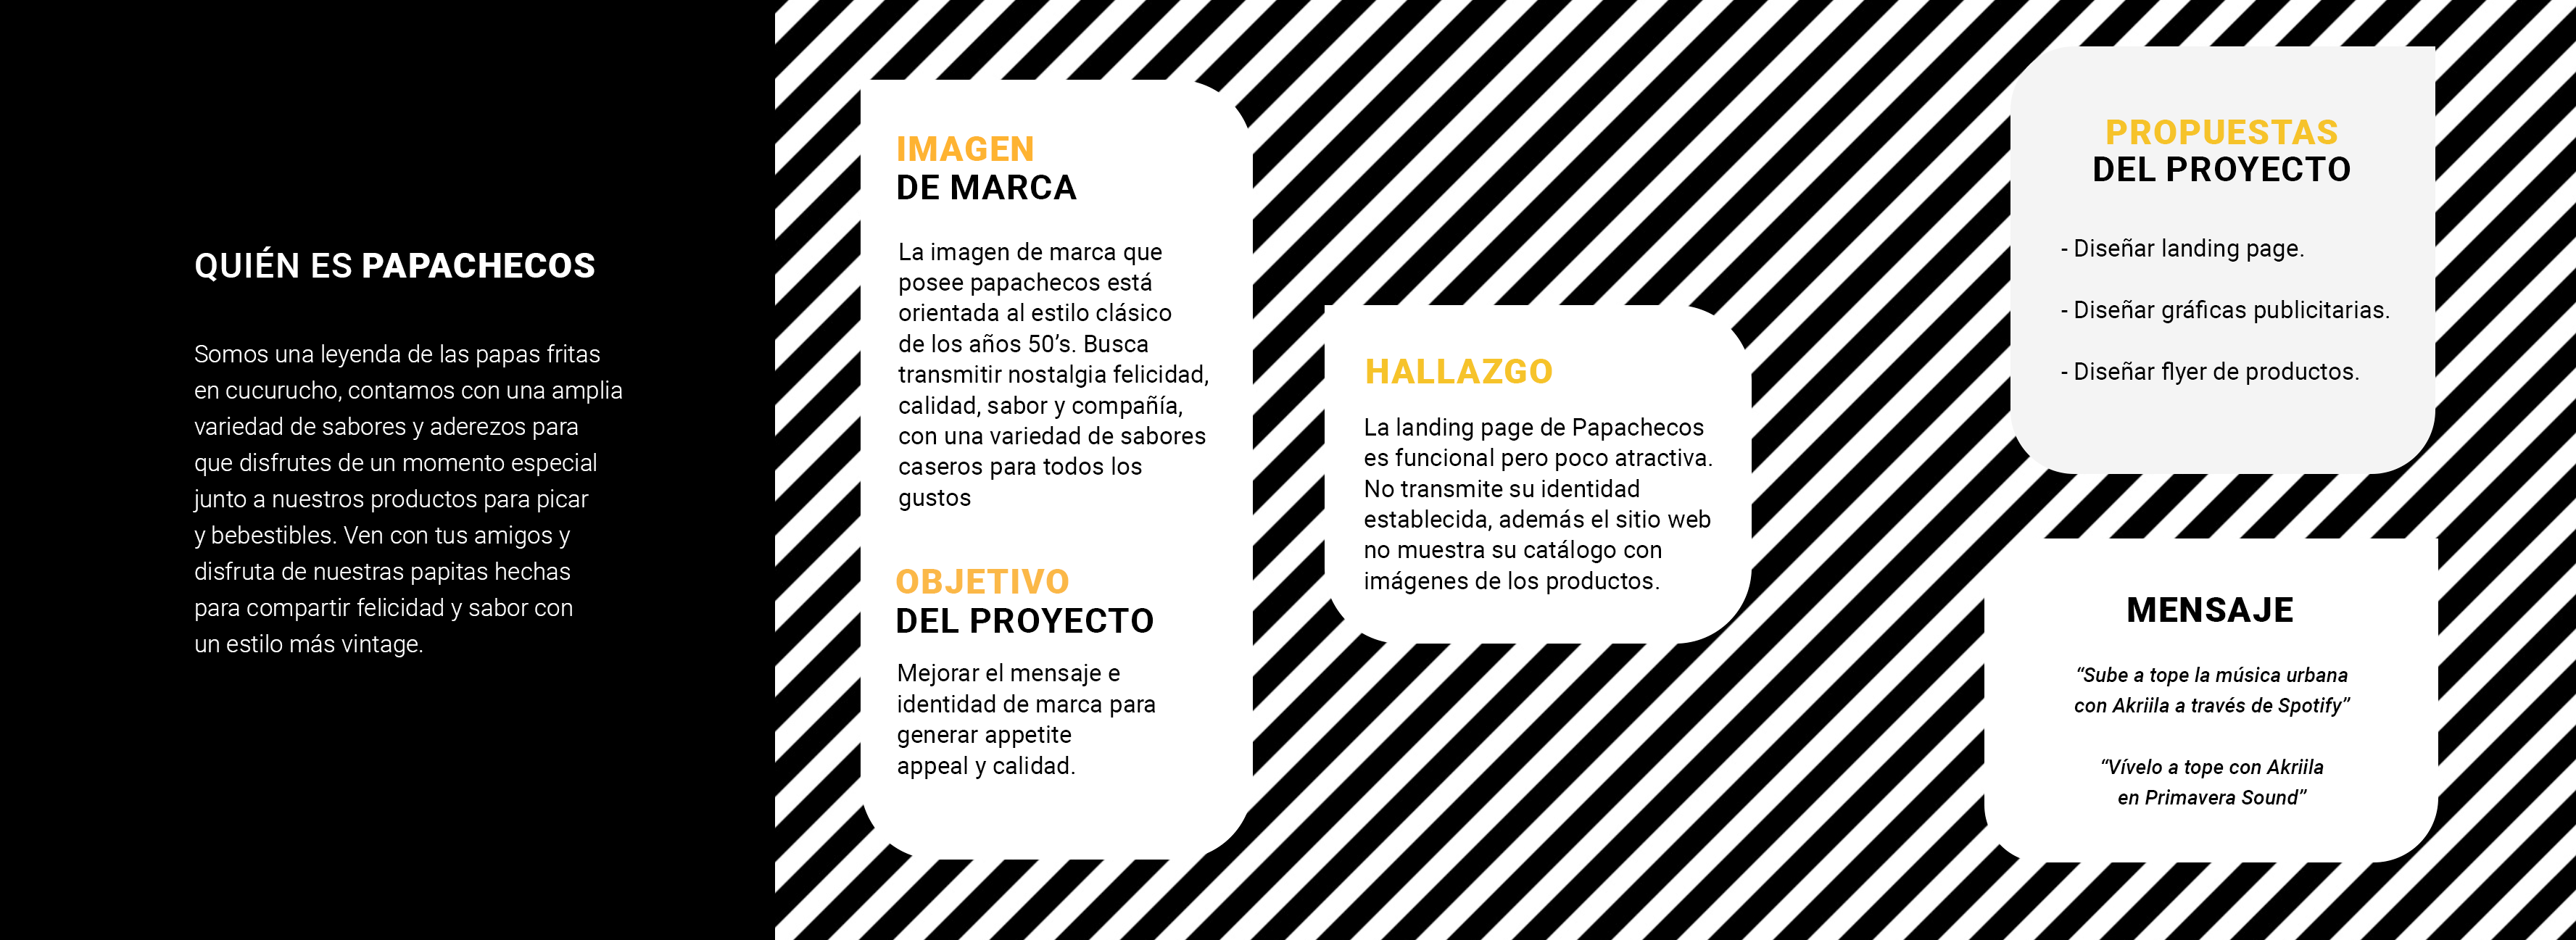 QUIÉN ES PAPACHECOS
Somos una leyenda de las papas fritas
en cucurucho, contamos con una amplia
variedad de sabores y aderezos para
que disfrutes de un momento especial
junto a nuestros productos para picar
y bebestibles. Ven con tus amigos y
disfruta de nuestras papitas hechas
para compartir felicidad y sabor con
un estilo más vintage.
IMAGEN
DE MARCA
La imagen de marca que
posee papachecos está
orientada al estilo clásico
de los años 50’s. Busca
transmitir nostalgia felicidad,
calidad, sabor y compañía,
con una variedad de sabores
caseros para todos los
gustos
OBJETIVO
DEL PROYECTO
Mejorar el mensaje e
identidad de marca para
generar appetite
appeal y calidad.
HALLAZGO
La landing page de Papachecos
es funcional pero poco atractiva.
No transmite su identidad
establecida, además el sitio web
no muestra su catálogo con
imágenes de los productos.
PROPUESTAS
DEL PROYECTO
- Diseñar landing page.
- Diseñar gráficas publicitarias.
- Diseñar flyer de productos.
MENSAJE
“Sube a tope la música urbana
con Akriila a través de Spotify”
“Vívelo a tope con Akriila
en Primavera Sound”